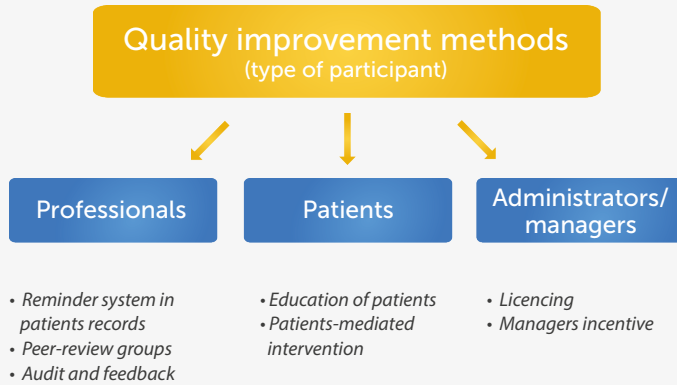 Quality improvement methods
(type of participant)
Professionals
Patients
Administrators/
managers
• Reminder system in
patients records
• Peer-review groups
• Audit and feedback
• Education of patients
• Patients-mediated
intervention
• Licencing
• Managers incentive